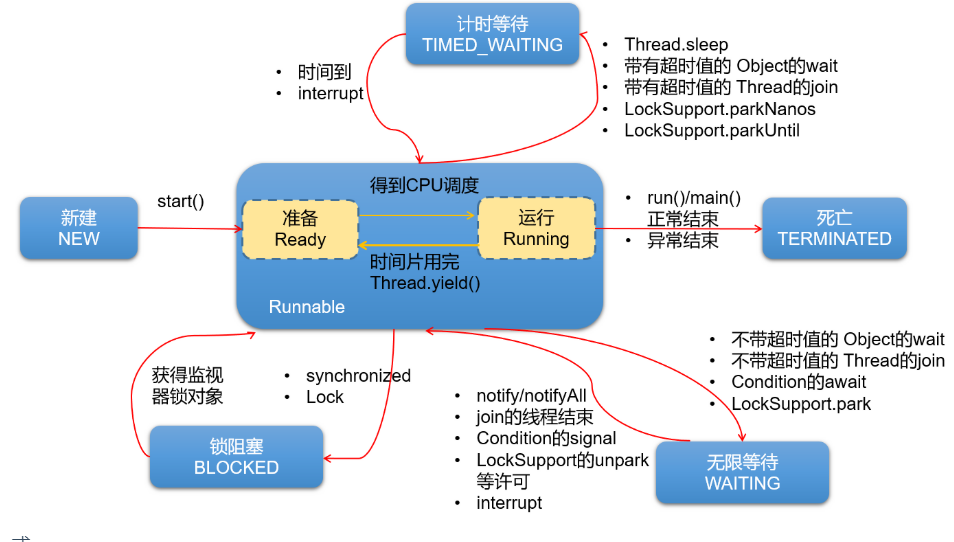 计时等待
TIMED_WAITING
• 时间到
• interrupt
• Thread.sleep
• 带有超时值的 Object的wait
• 带有超时值的 Thread的join
• LockSupport.parkNanos
• LockSupport.parkUntil
新建
NEW
start()
得到CPU调度
准备
Ready
运行
Running
时间片用完
Thread.yield()
Runnable
• run()/main()
正常结束
• 异常结束
死亡
TERMINATED
获得监视
器锁对象
• synchronized
• Lock
锁阻塞
BLOCKED
• notify/notifyAll
• join的线程结束
• Condition的signal
• LockSupport的unpark
等许可
• interrupt
• 不带超时值的 Object的wait
• 不带超时值的 Thread的join
• Condition的await
• LockSupport.park
无限等待
WAITING